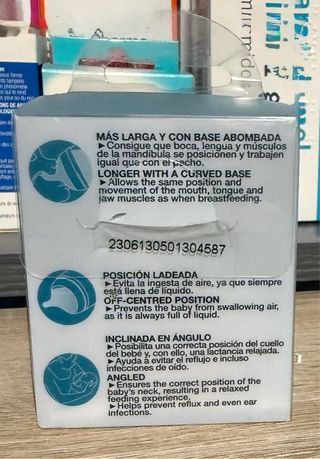 MÁS LARGA Y CON BASE ABOMBADA
►Consigue que boca, lengua y músculos
de la mandíbula se posicionen y trabajen
igual que con el pecho.
LONGER WITH A CURVED BASE
►Allows the same position and
movement of the mouth, tongue and
jaw muscles as when breastfeeding.
2306130501304587
POSICIÓN LADEADA
►Evita la ingesta de aire, ya que siempre
está llena de líquido.
OFF-CENTRED POSITION
►Prevents the baby from swallowing air,
as it is always full of liquid.
INCLINADA EN ÁNGULO
►Posibilita una correcta posición del cuello
del bebé y, con ello, una lactancia relajada.
►Ayuda a evitar el reflujo e incluso
infecciones de oído.
ANGLED
►Ensures the correct position of the
baby's neck, resulting in a relaxed
feeding experience.
►Helps prevent reflux and even ear
infections.